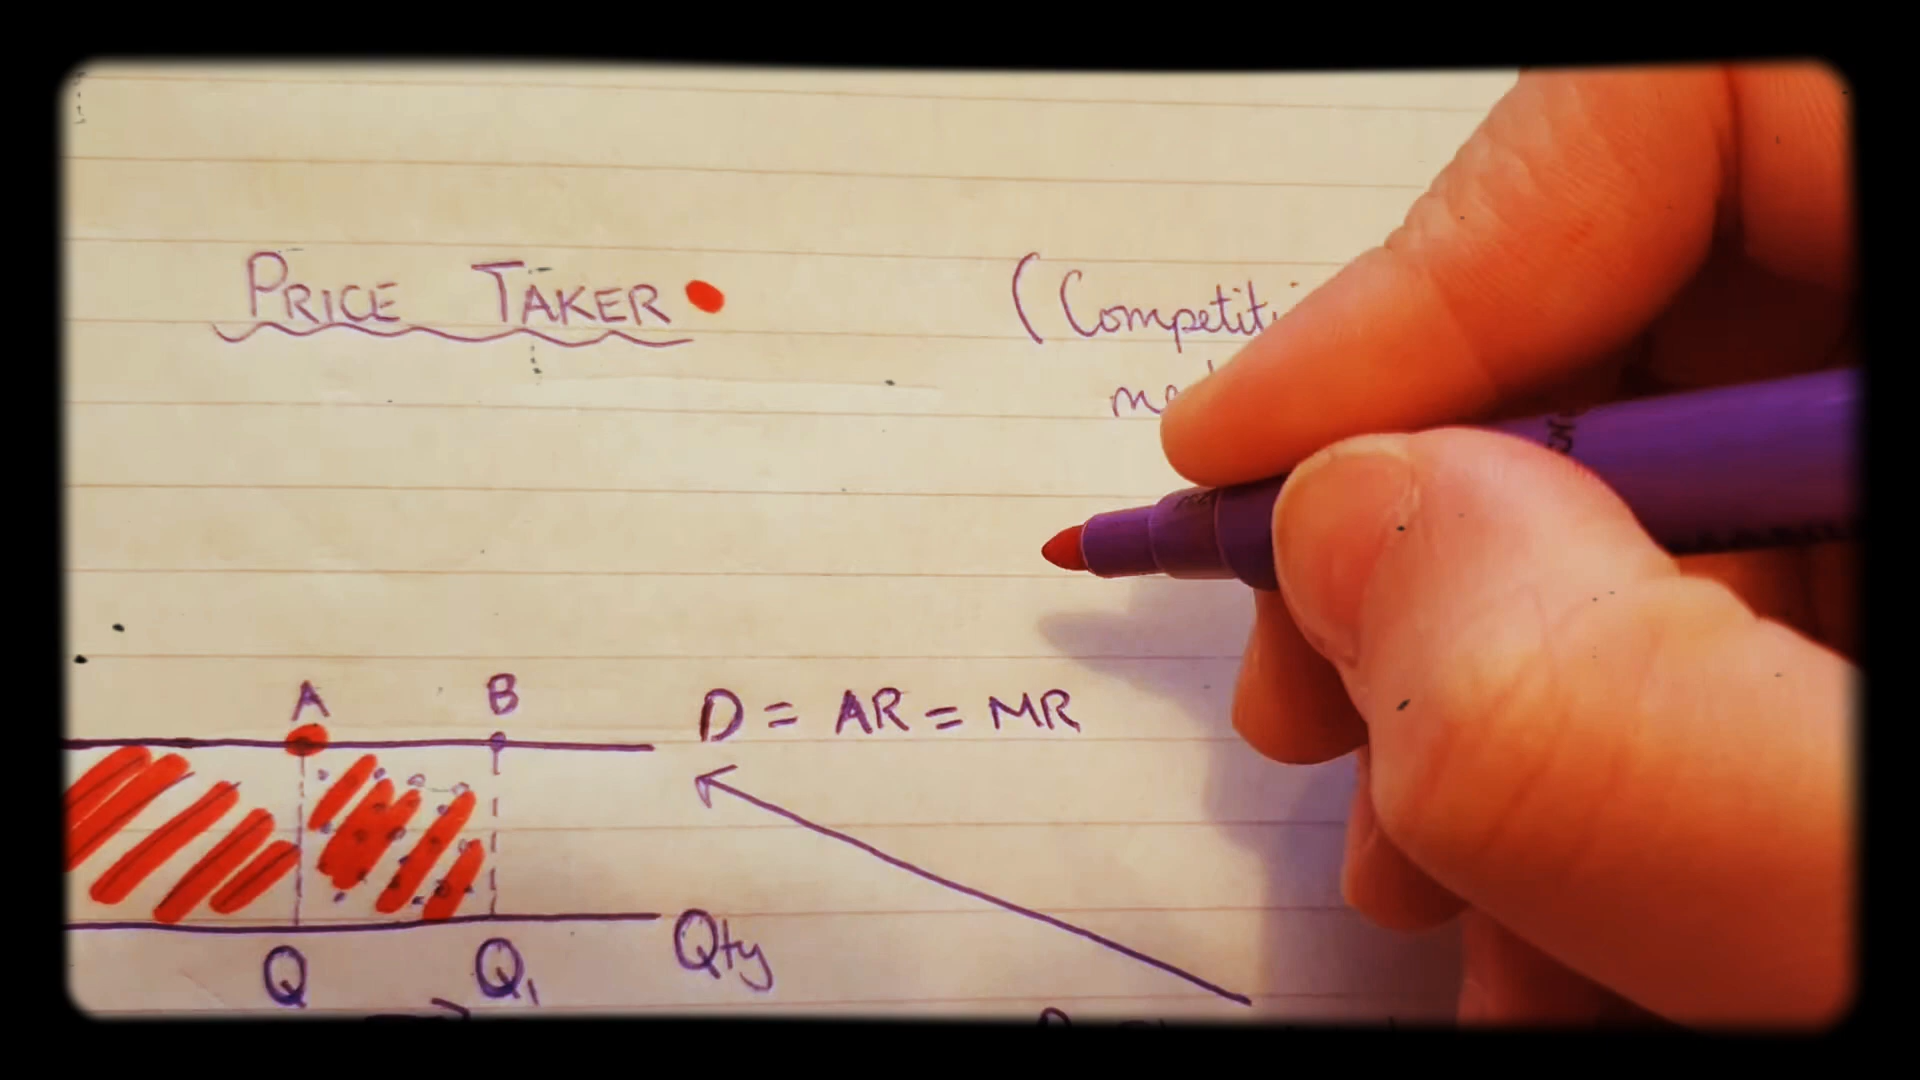 PRICE TAKER
(Competiti
A B
D = AR = MR
Q Q₁ Qty